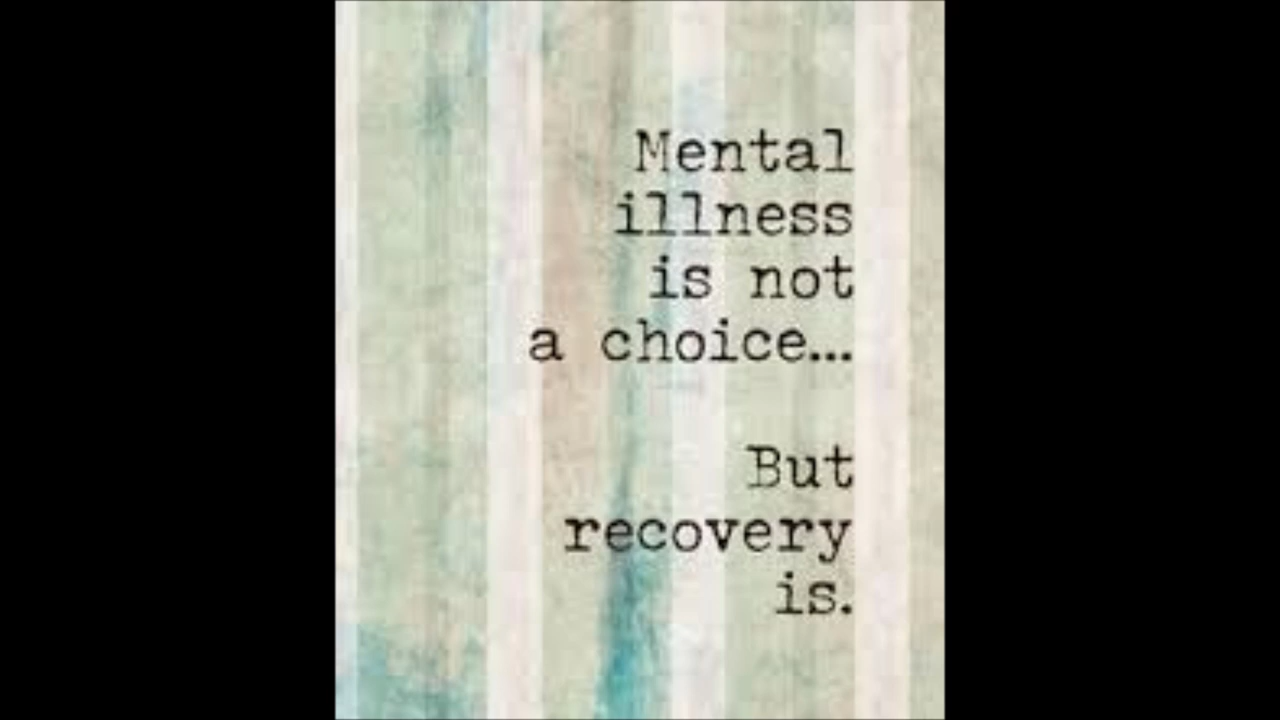 Mental
illness
is not
a choice...
But
recovery
is.